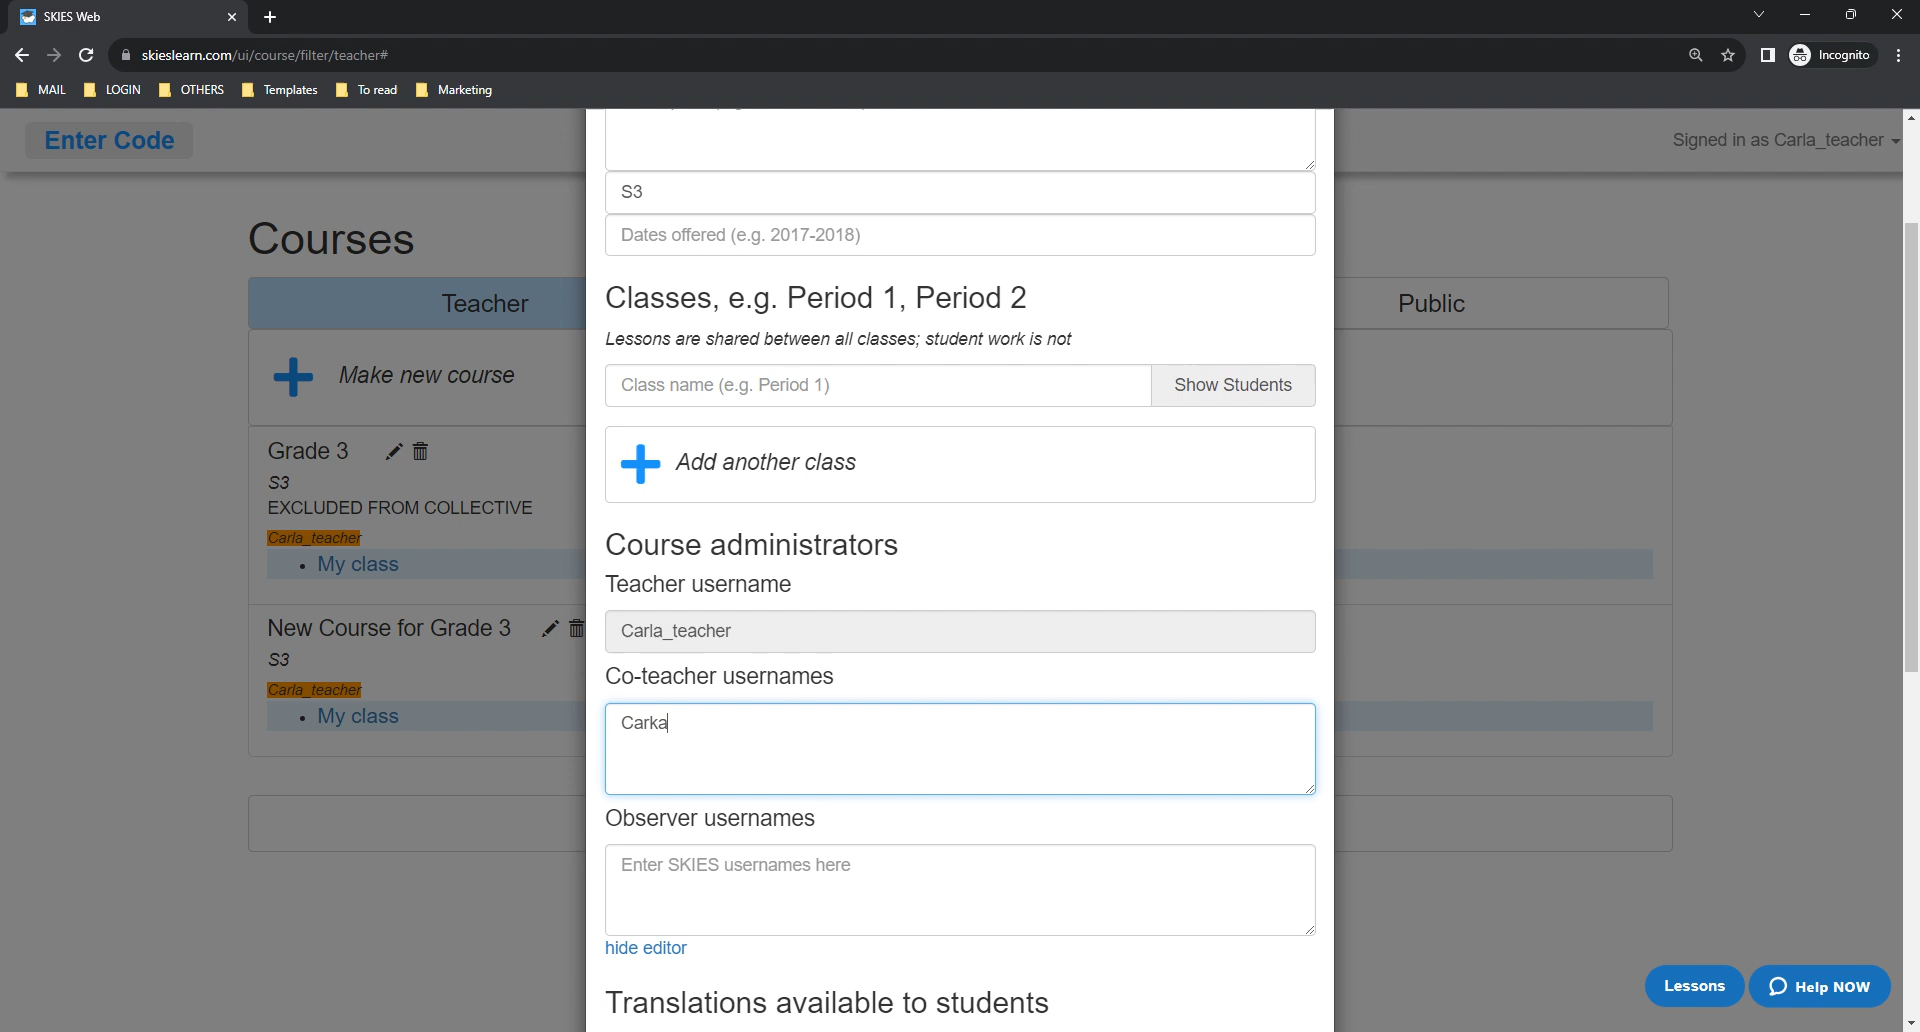 SKIES Web
skieslearn.com/ui/course/filter/teacher#
Incognito
MAIL
LOGIN
OTHERS
Templates
To read
Marketing
Enter Code
Signed in as Carla_teacher
S3
Dates offered (e.g. 2017-2018)
Courses
Classes, e.g. Period 1, Period 2
Teacher
Public
Lessons are shared between all classes; student work is not
Make new course
Class name (e.g. Period 1)
Show Students
Grade 3
Add another class
S3
EXCLUDED FROM COLLECTIVE
Carla_teacher
My class
Course administrators
Teacher username
New Course for Grade 3
Carla_teacher
S3
Co-teacher usernames
Carla_teacher
My class
Carka
Observer usernames
Enter SKIES usernames here
hide editor
Lessons
Help NOW
Translations available to students